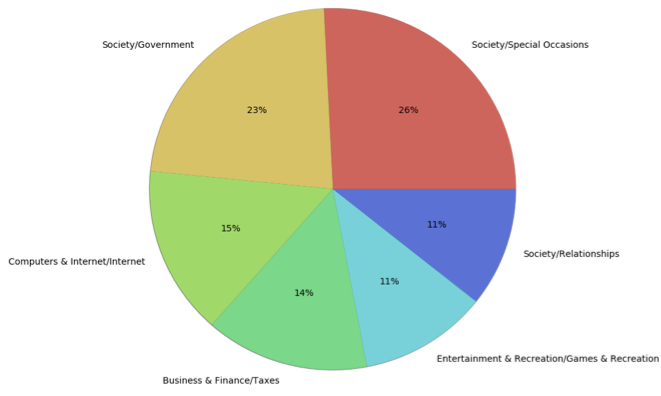 Society/Government
Society/Special Occasions
23%
26%
15%
11%
Society/Relationships
Computers & Internet/Internet
14%
11%
Entertainment & Recreation/Games & Recreation
Business & Finance/Taxes